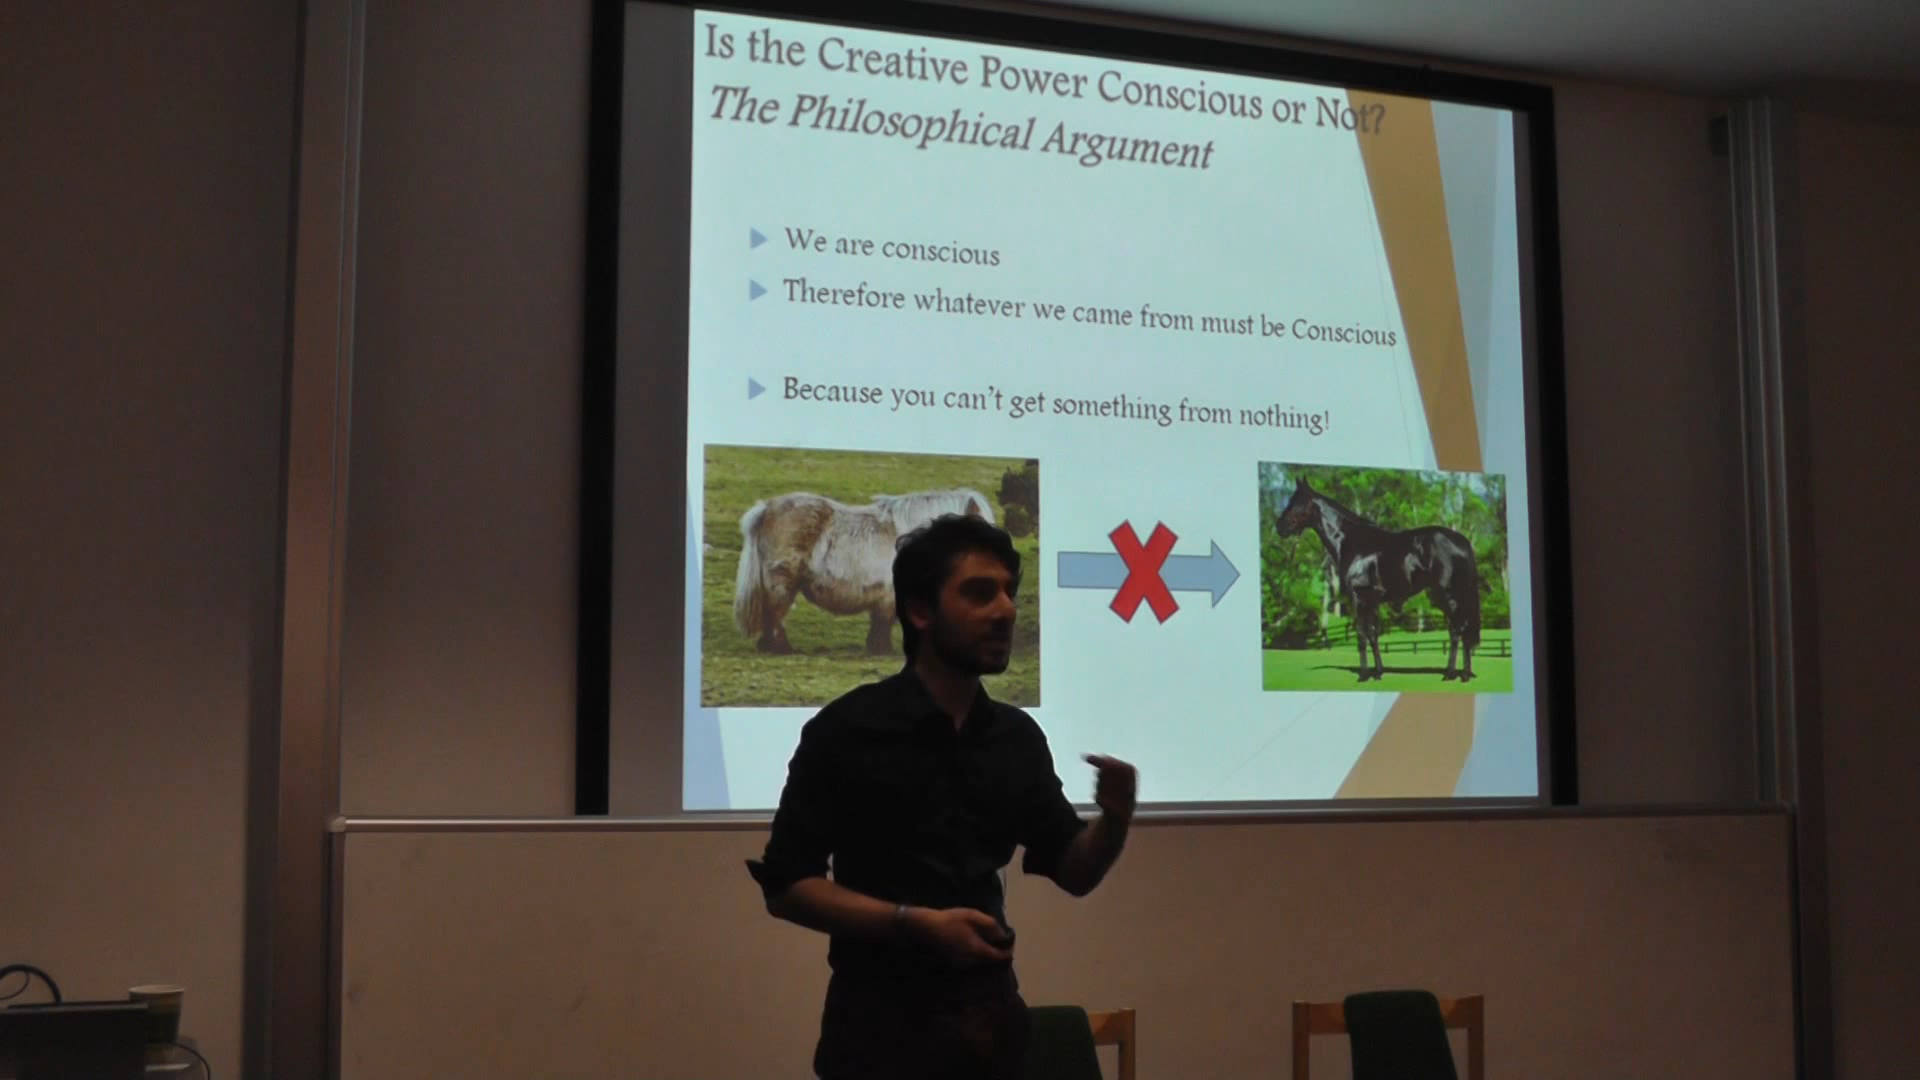 Is the Creative Power Conscious or Not?
The Philosophical Argument
We are conscious
Therefore whatever we came from must be Conscious
Because you can't get something from nothing!